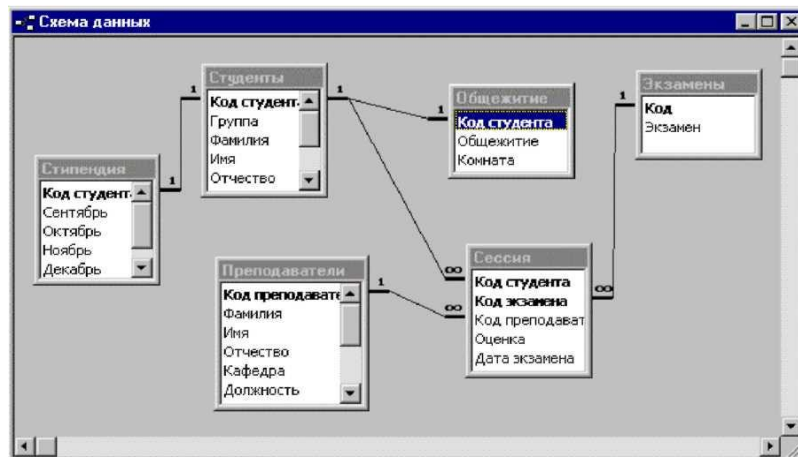 Схема данных
Студенты
Код студент
Группа
Фамилия
Имя
Отчество
Общежитие
Код студента
Общежитие
Комната
Экзамены
Код
Экзамен
Стипендия
Код студент
Сентябрь
Октябрь
Ноябрь
Декабрь
Преподаватели
Код преподавате
Фамилия
Имя
Отчество
Кафедра
Должность
Сессия
Код студента
Код экзамена
Код преподават
Оценка
Дата экзамена
1
1
1
1
1
1
∞
∞
∞